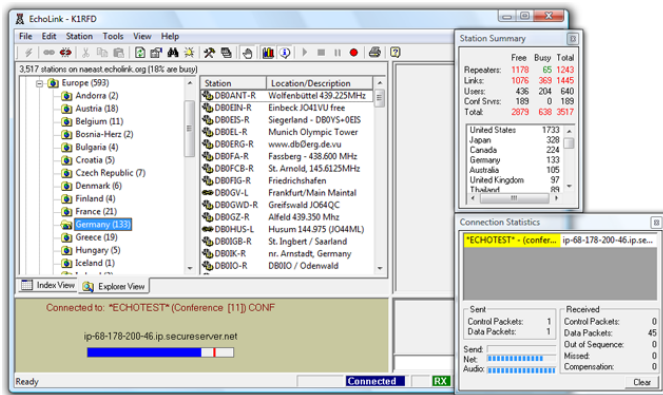 EchoLink - K1RFD
File Edit Station Tools View Help
3,517 stations on naeast.echolink.org [18% are busy]
Europe (593)
Andorra (2)
Austria (18)
Belgium (11)
Bosnia-Herz (2)
Bulgaria (4)
Croatia (5)
Czech Republic (7)
Denmark (6)
Finland (4)
France (21)
Germany (133)
Greece (19)
Hungary (5)
Iceland (1)
Station Location/Description
DB0ANT-R Wolfenbüttel 439.225MHz
DB0EIN-R Einbeck JO41VU free
DB0EIS-R Siegerland - DB0YS+0EIS
DB0EL-R Munich Olympic Tower
DB0ERG-R www.dbØerg.de.vu
DB0FA-R Fassberg - 438.600 MHz
DB0FCB-R St. Arnold, 145.6125MHz
DB0FIG-R Friedrichshafen
DB0GV-L Frankfurt/Main Maintal
DB0GWD-R Greifswald JO64QC
DB0GZ-R Alfeld 439.350 Mhz
DB0HUS-L Husum 144.975 (JO44ML)
DB0IGB-R St. Ingbert / Saarland
DB0IK-R nr. Arnstadt, Germany
DB0IO-R DB0IO / Odenwald
Index View Explorer View
Connected to: *ECHOTEST* (Conference [11]) CONF
ip-68-178-200-46.ip.secureserver.net
Ready Connected RX
Station Summary
Free Busy Total
Repeaters: 1178 65 1243
Links: 1076 369 1445
Users: 436 204 640
Conf Srvrs: 189 0 189
Total: 2879 638 3517
United States 1733
Japan 328
Canada 224
Germany 133
Australia 105
United Kingdom 97
Thailand 89
Connection Statistics
*ECHOTEST* - (confer... ip-68-178-200-46.ip.se...
Sent
Control Packets: 1
Data Packets: 1
Send:
Net:
Audio:
Received
Control Packets: 0
Data Packets: 45
Out of Sequence: 0
Missed: 0
Compensation: 0
Clear